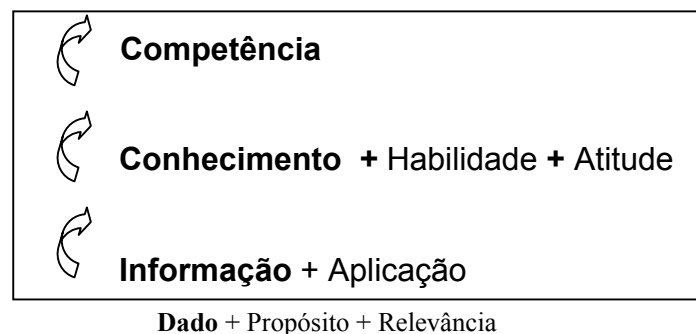 Competência
Conhecimento + Habilidade + Atitude
Informação + Aplicação
Dado + Propósito + Relevância